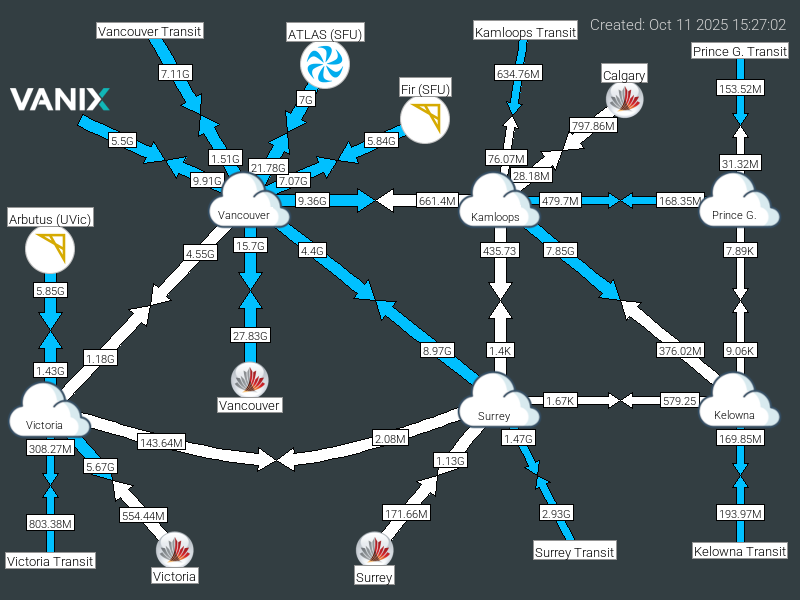 Created: Oct 11 2025 15:27:02
Vancouver Transit
ATLAS (SFU)
Kamloops Transit
Prince G. Transit
7.11G
634.76M
Calgary
153.52M
Fir (SFU)
VANIX
7G
5.5G
797.86M
5.84G
1.51G
76.07M
31.32M
21.78G
28.18M
9.91G
7.07G
9.36G
661.4M
479.7M
168.35M
Vancouver
Kamloops
Prince G.
Arbutus (UVic)
4.55G
15.7G
4.4G
435.73
7.85G
7.89K
5.85G
27.83G
1.18G
8.97G
1.4K
376.02M
9.06K
1.43G
Vancouver
1.67K
579.25
Victoria
Surrey
Kelowna
143.64M
2.08M
1.47G
169.85M
308.27M
5.67G
1.13G
803.38M
554.44M
171.66M
2.93G
193.97M
Victoria Transit
Surrey Transit
Kelowna Transit
Victoria
Surrey